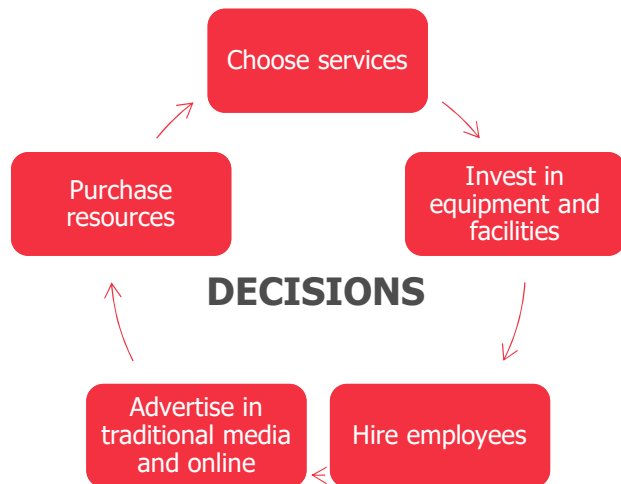 Choose services
Invest in
equipment and
facilities
Hire employees
Advertise in
traditional media
and online
Purchase
resources
DECISIONS